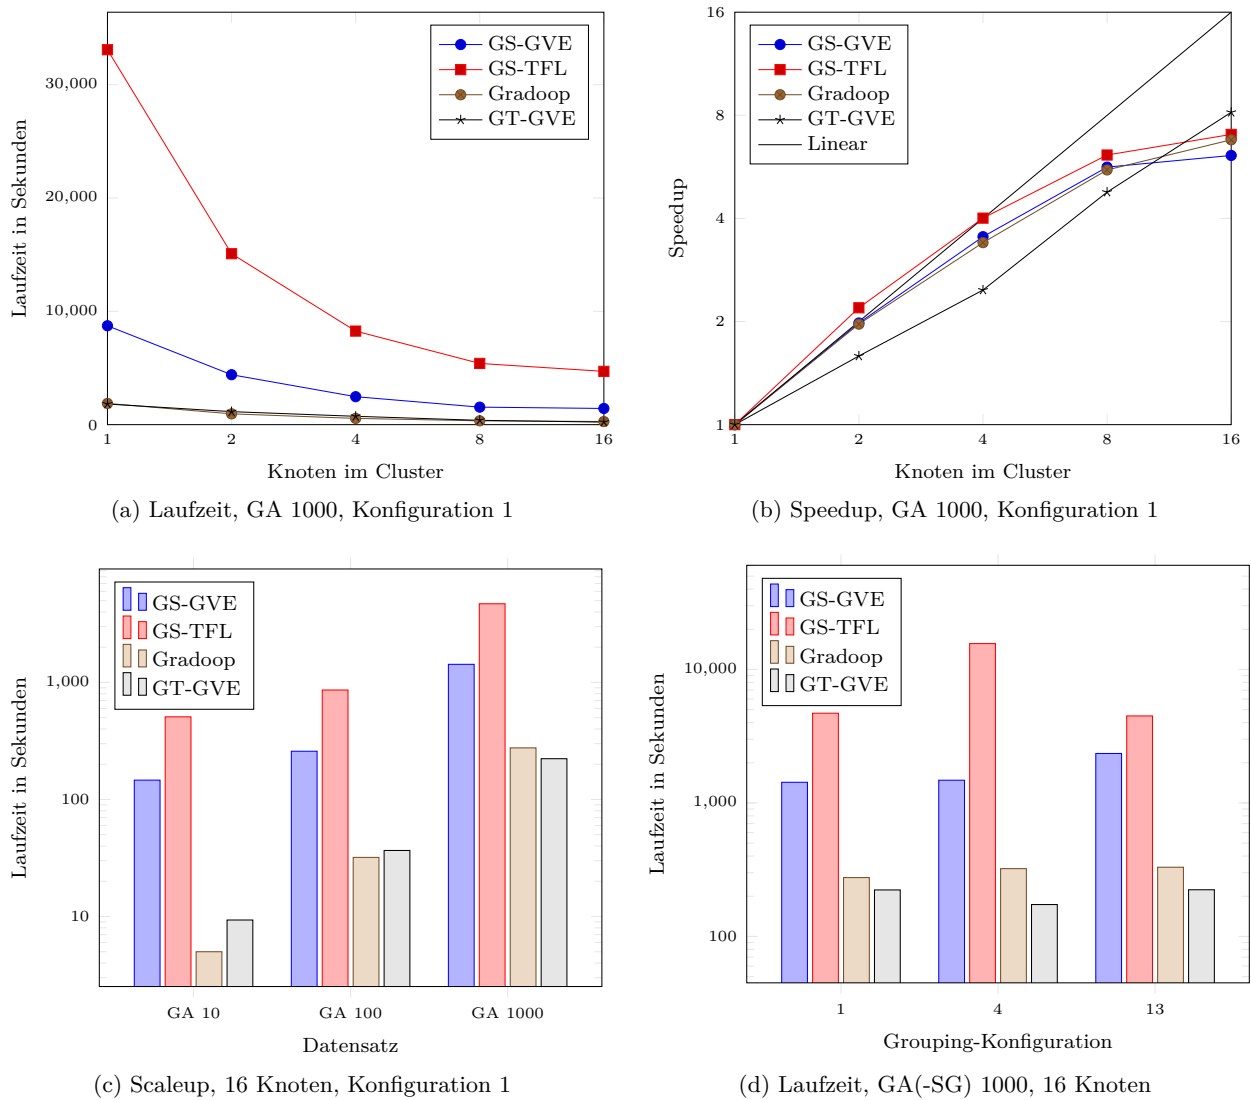 30,000
20,000
10,000
0
1
2
4
8
16
Laufzeit in Sekunden
Knoten im Cluster
GS-GVE
GS-TFL
Gradoop
GT-GVE
(a) Laufzeit, GA 1000, Konfiguration 1
16
8
4
2
1
1
2
4
8
16
Speedup
Knoten im Cluster
GS-GVE
GS-TFL
Gradoop
GT-GVE
Linear
(b) Speedup, GA 1000, Konfiguration 1
1,000
100
10
GA 10
GA 100
GA 1000
Laufzeit in Sekunden
Datensatz
GS-GVE
GS-TFL
Gradoop
GT-GVE
(c) Scaleup, 16 Knoten, Konfiguration 1
10,000
1,000
100
1
4
13
Laufzeit in Sekunden
Grouping-Konfiguration
GS-GVE
GS-TFL
Gradoop
GT-GVE
(d) Laufzeit, GA(-SG) 1000, 16 Knoten